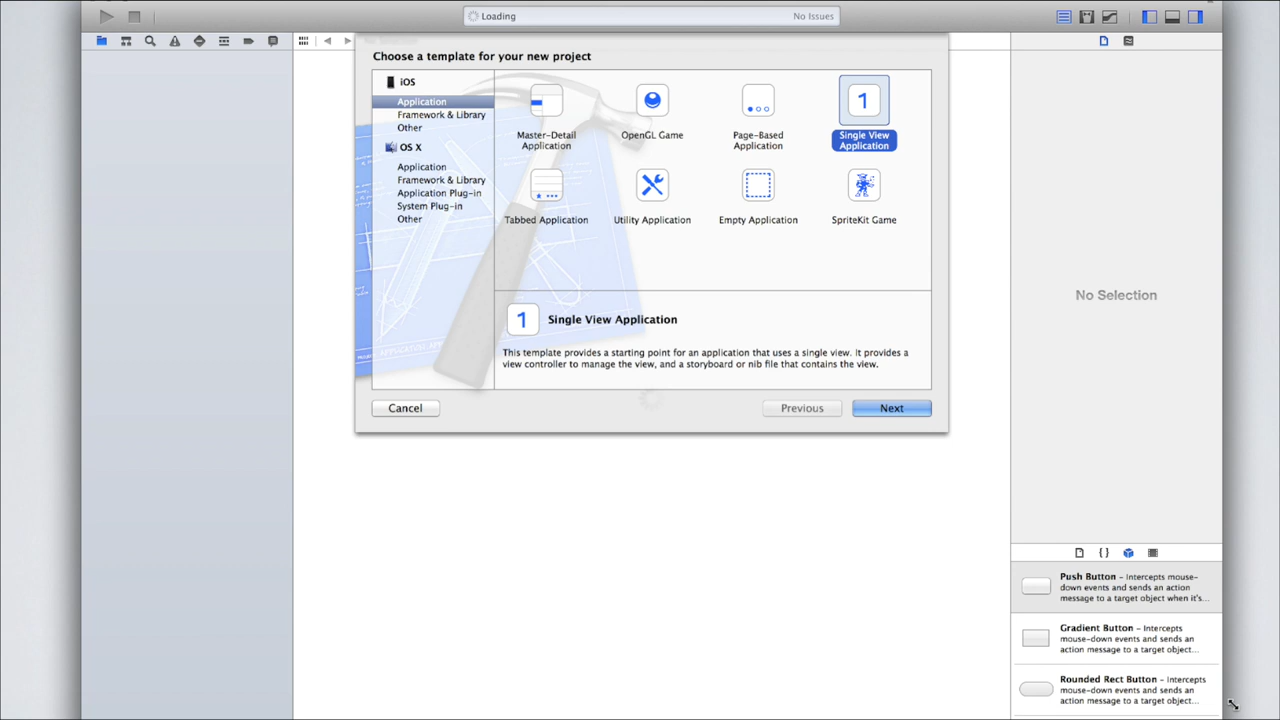 Loading
No Issues
Choose a template for your new project
iOS
Application
Framework & Library
Other
OS X
Application
Framework & Library
Application Plug-in
System Plug-in
Other
Master-Detail
Application
OpenGL Game
Page-Based
Application
1
Single View
Application
Tabbed Application
Utility Application
Empty Application
SpriteKit Game
1
Single View Application
This template provides a starting point for an application that uses a single view. It provides a
view controller to manage the view, and a storyboard or nib file that contains the view.
Cancel
Previous
Next
No Selection
{ }
Push Button – Intercepts mouse-
down events and sends an action
message to a target object when it's...
Gradient Button – Intercepts
mouse-down events and sends an
action message to a target object...
Rounded Rect Button – Intercepts
mouse-down events and sends an
action message to a target object...